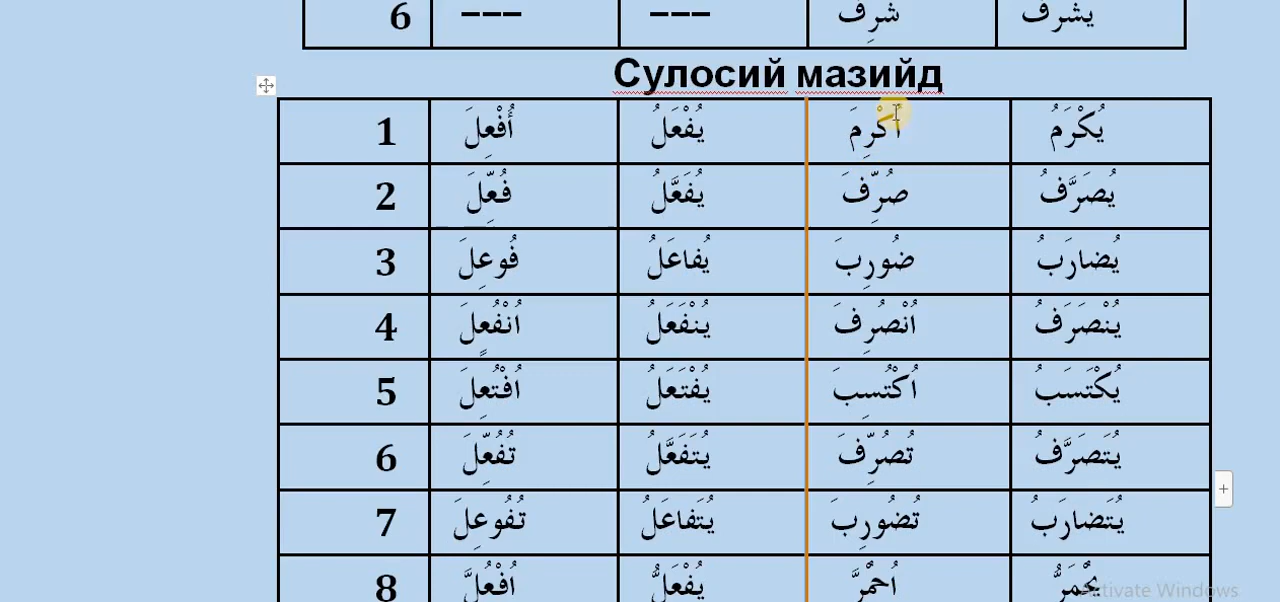 6 --- --- شرِف يشرف
Сулосий мазийд
1 أُفْعِلَ يُفْعَلُ اُكْرِمَ يُكْرَمُ
2 فُعِّلَ يُفَعَّلُ صُرِّفَ يُصَرَّفُ
3 فُوعِلَ يُفاعَلُ ضُورِبَ يُضارَبُ
4 اُنْفُعِلَ يُنْفَعَلُ اُنْصُرِفَ يُنْصَرَفُ
5 اُفْتُعِلَ يُفْتَعَلُ اُكْتُسِبَ يُكْتَسَبُ
6 تُفُعِّلَ يُتَفَعَّلُ تُصُرِّفَ يُتَصَرَّفُ
7 تُفُوعِلَ يُتَفاعَلُ تُضُورِبَ يُتَضارَبُ
8 اُفْعُلَّ يُفْعَلُّ اُحْمُرَّ يُحْمَرُّ
Activate Windows